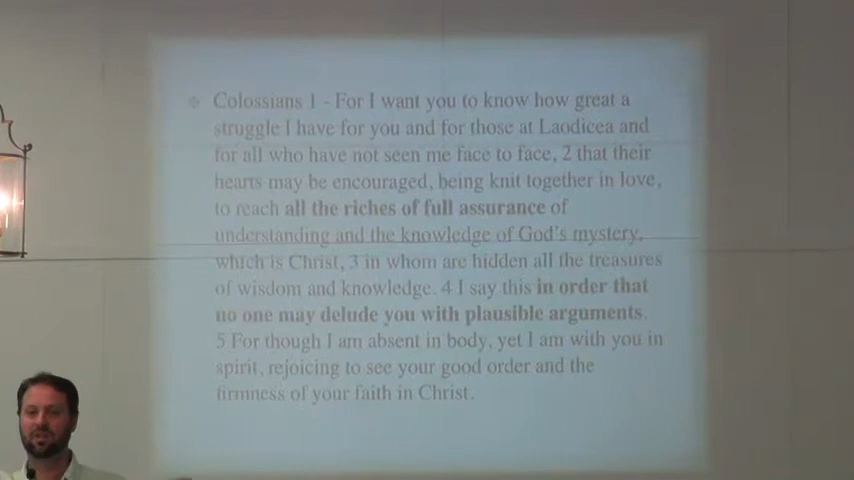 Colossians 1 - For I want you to know how great a
struggle I have for you and for those at Laodicea and
for all who have not seen me face to face, 2 that their
hearts may be encouraged, being knit together in love,
to reach all the riches of full assurance of
understanding and the knowledge of God's mystery,
which is Christ, 3 in whom are hidden all the treasures
of wisdom and knowledge. 4 I say this in order that
no one may delude you with plausible arguments.
5 For though I am absent in body, yet I am with you in
spirit, rejoicing to see your good order and the
firmness of your faith in Christ.